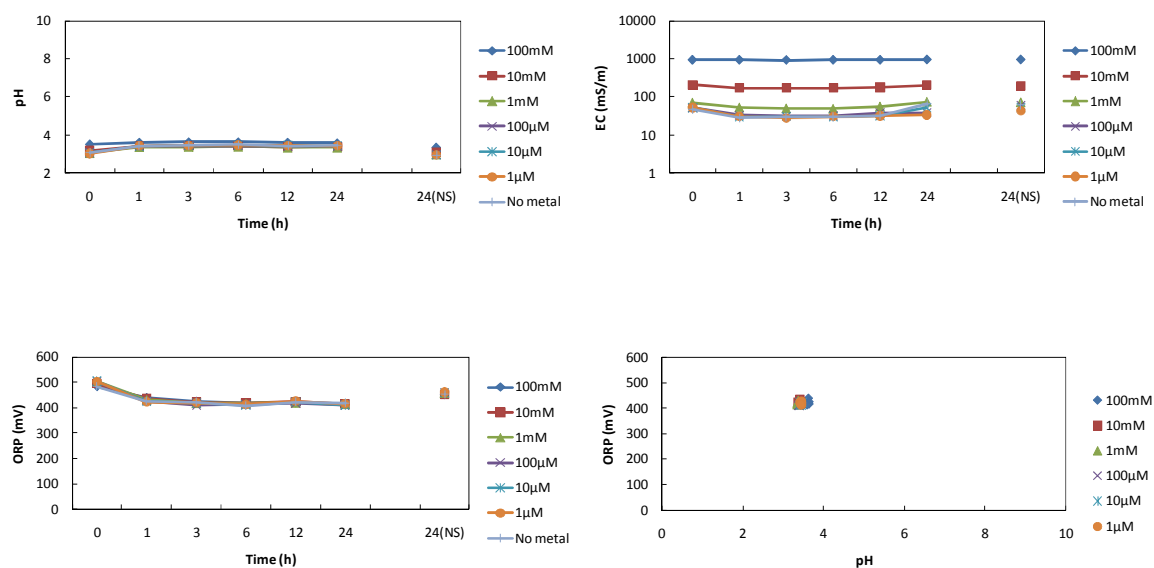 10
8
6
4
2
pH
0 1 3 6 12 24 24(NS)
Time (h)
100mM
10mM
1mM
100μM
10μM
1μM
No metal
10000
1000
100
10
1
EC (mS/m)
0 1 3 6 12 24 24(NS)
Time (h)
100mM
10mM
1mM
100μM
10μM
1μM
No metal
600
500
400
300
200
100
0
ORP (mV)
0 1 3 6 12 24 24(NS)
Time (h)
100mM
10mM
1mM
100μM
10μM
1μM
No metal
600
500
400
300
200
100
0
ORP (mV)
0 2 4 6 8 10
pH
100mM
10mM
1mM
100μM
10μM
1μM